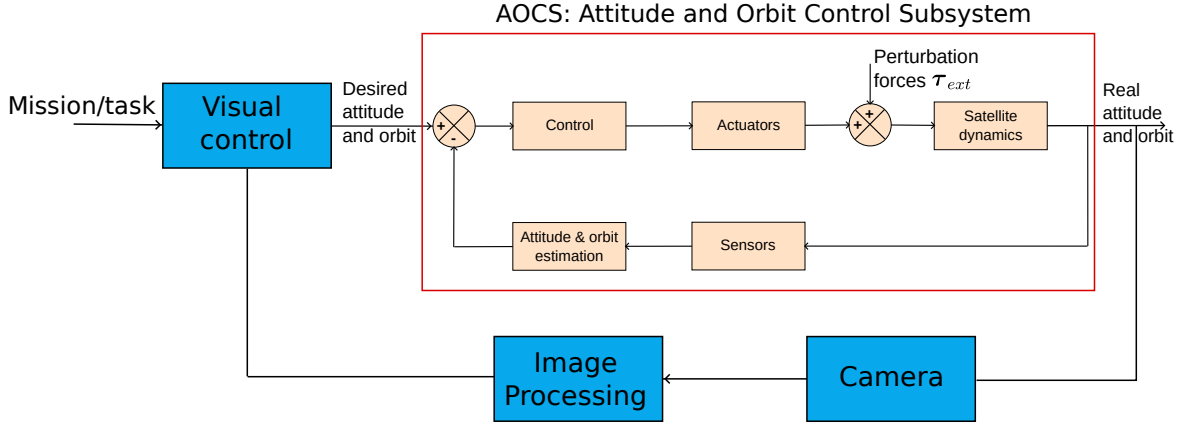 AOCS: Attitude and Orbit Control Subsystem
Mission/task
Visual
control
Desired
attitude
and orbit
+
-
Control
Actuators
Perturbation
forces τext
+
+
Satellite
dynamics
Real
attitude
and orbit
Attitude & orbit
estimation
Sensors
Image
Processing
Camera